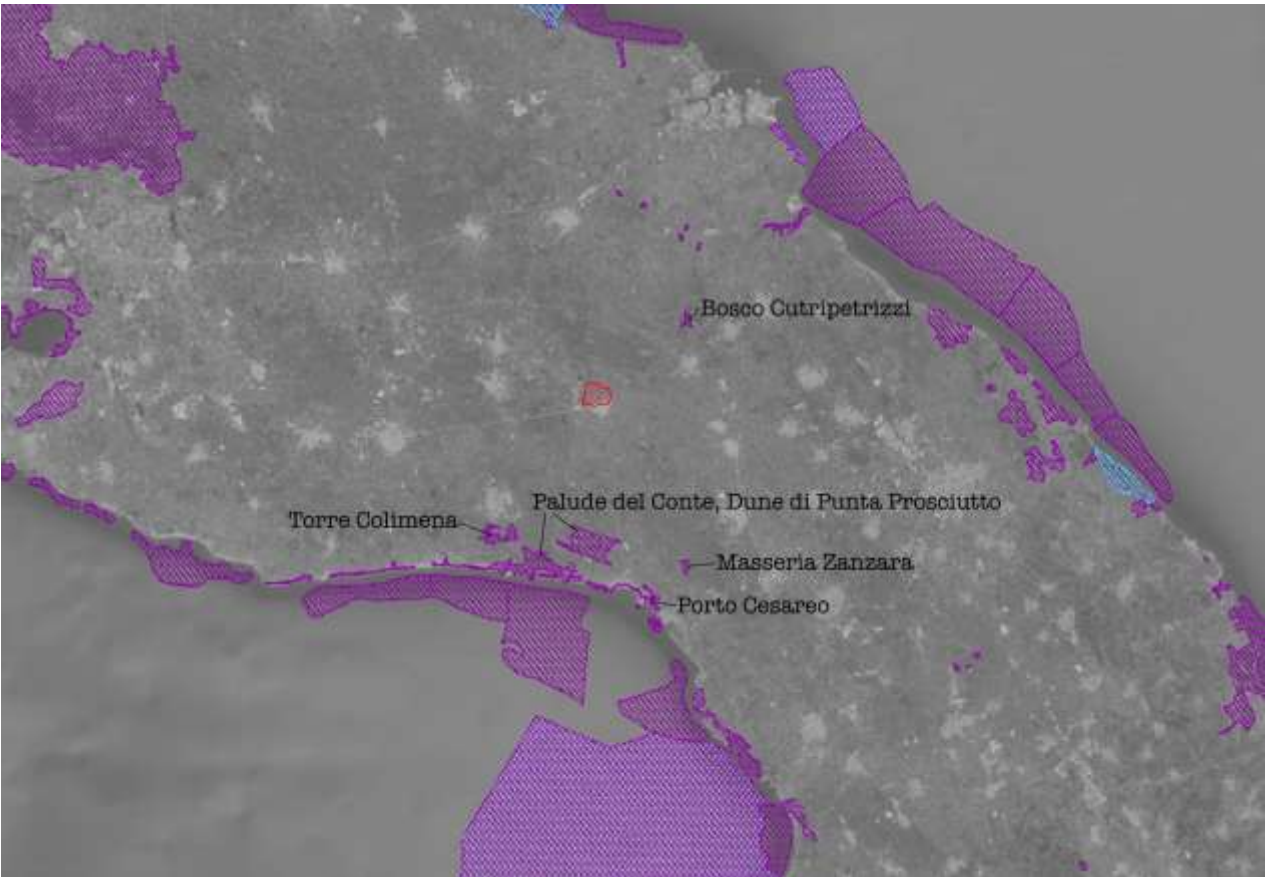 Bosco Cutripetrizzi
Palude del Conte, Dune di Punta Prosciutto
Torre Colimena
Masseria Zanzara
Porto Cesareo